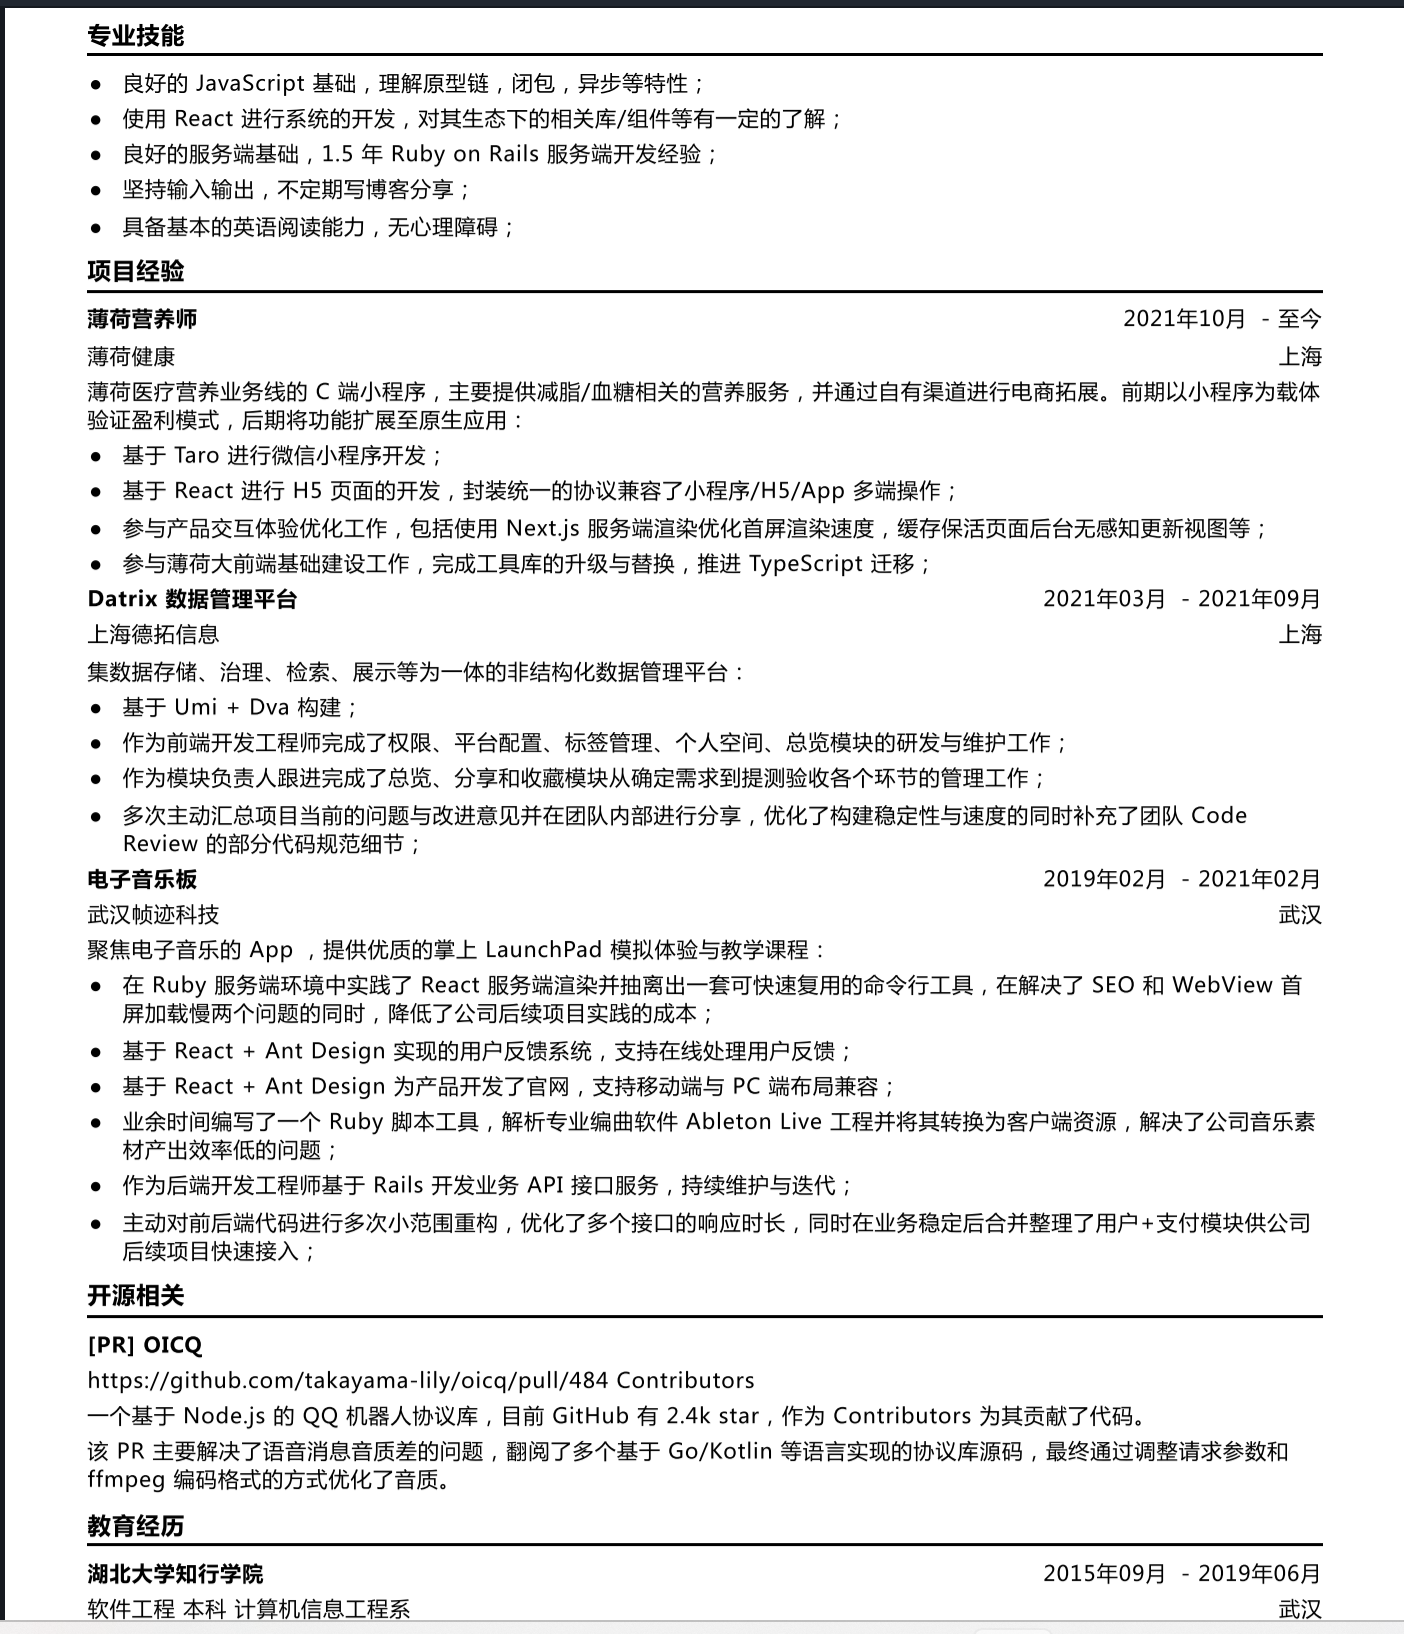 专业技能
● 良好的 JavaScript 基础，理解原型链，闭包，异步等特性；
● 使用 React 进行系统的开发，对其生态下的相关库/组件等有一定的了解；
● 良好的服务端基础，1.5 年 Ruby on Rails 服务端开发经验；
● 坚持输入输出，不定期写博客分享；
● 具备基本的英语阅读能力，无心理障碍；
项目经验
薄荷营养师 2021年10月 - 至今
薄荷健康 上海
薄荷医疗营养业务线的 C 端小程序，主要提供减脂/血糖相关的营养服务，并通过自有渠道进行电商拓展。前期以小程序为载体
验证盈利模式，后期将功能扩展至原生应用：
● 基于 Taro 进行微信小程序开发；
● 基于 React 进行 H5 页面的开发，封装统一的协议兼容了小程序/H5/App 多端操作；
● 参与产品交互体验优化工作，包括使用 Next.js 服务端渲染优化首屏渲染速度，缓存保活页面后台无感知更新视图等；
● 参与薄荷大前端基础建设工作，完成工具库的升级与替换，推进 TypeScript 迁移；
Datrix 数据管理平台 2021年03月 - 2021年09月
上海德拓信息 上海
集数据存储、治理、检索、展示等为一体的非结构化数据管理平台：
● 基于 Umi + Dva 构建；
● 作为前端开发工程师完成了权限、平台配置、标签管理、个人空间、总览模块的研发与维护工作；
● 作为模块负责人跟进完成了总览、分享和收藏模块从确定需求到提测验收各个环节的管理工作；
● 多次主动汇总项目当前的问题与改进意见并在团队内部进行分享，优化了构建稳定性与速度的同时补充了团队 Code
Review 的部分代码规范细节；
电子音乐板 2019年02月 - 2021年02月
武汉帧迹科技 武汉
聚焦电子音乐的 App ，提供优质的掌上 LaunchPad 模拟体验与教学课程：
● 在 Ruby 服务端环境中实践了 React 服务端渲染并抽离出一套可快速复用的命令行工具，在解决了 SEO 和 WebView 首
屏加载慢两个问题的同时，降低了公司后续项目实践的成本；
● 基于 React + Ant Design 实现的用户反馈系统，支持在线处理用户反馈；
● 基于 React + Ant Design 为产品开发了官网，支持移动端与 PC 端布局兼容；
● 业余时间编写了一个 Ruby 脚本工具，解析专业编曲软件 Ableton Live 工程并将其转换为客户端资源，解决了公司音乐素
材产出效率低的问题；
● 作为后端开发工程师基于 Rails 开发业务 API 接口服务，持续维护与迭代；
● 主动对前后端代码进行多次小范围重构，优化了多个接口的响应时长，同时在业务稳定后合并整理了用户+支付模块供公司
后续项目快速接入；
开源相关
[PR] OICQ
https://github.com/takayama-lily/oicq/pull/484 Contributors
一个基于 Node.js 的 QQ 机器人协议库，目前 GitHub 有 2.4k star，作为 Contributors 为其贡献了代码。
该 PR 主要解决了语音消息音质差的问题，翻阅了多个基于 Go/Kotlin 等语言实现的协议库源码，最终通过调整请求参数和
ffmpeg 编码格式的方式优化了音质。
教育经历
湖北大学知行学院 2015年09月 - 2019年06月
软件工程 本科 计算机信息工程系 武汉